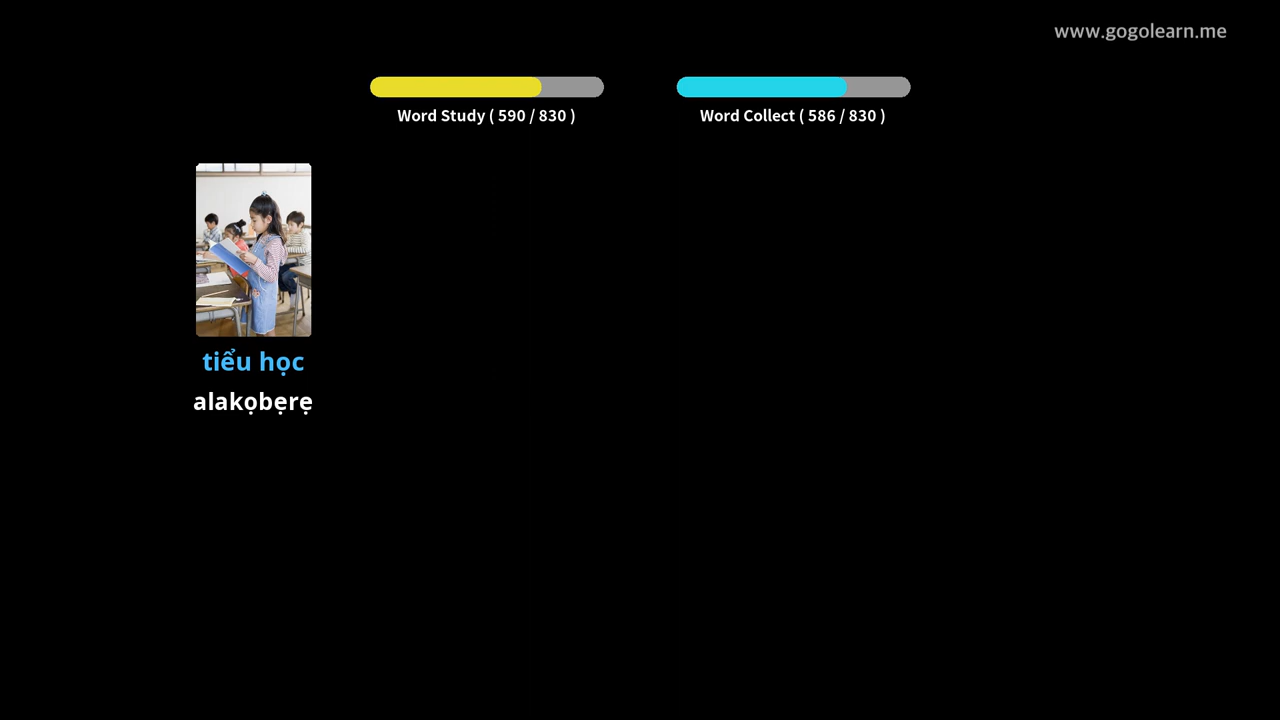 www.gogolearn.me
Word Study ( 590 / 830 )
Word Collect ( 586 / 830 )
tiểu học
alakọbẹrẹ